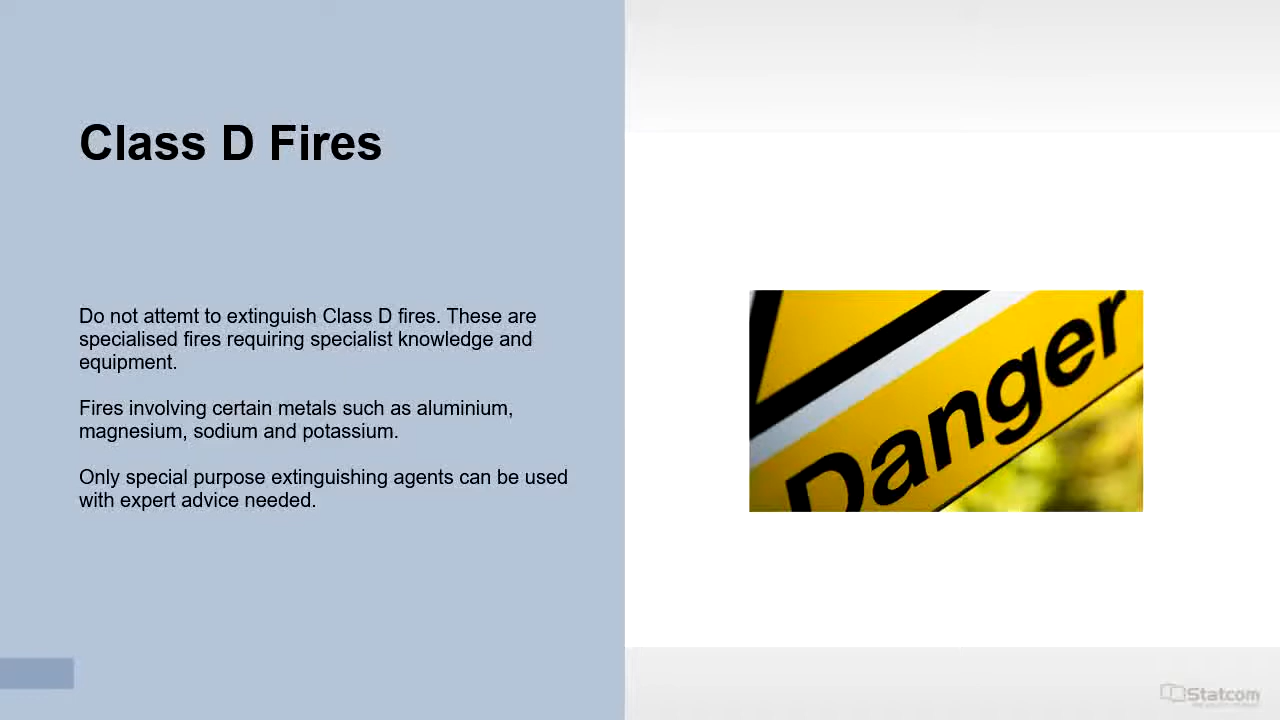 Class D Fires
Do not attemt to extinguish Class D fires. These are
specialised fires requiring specialist knowledge and
equipment.
Fires involving certain metals such as aluminium,
magnesium, sodium and potassium.
Only special purpose extinguishing agents can be used
with expert advice needed.
Danger
Statcom